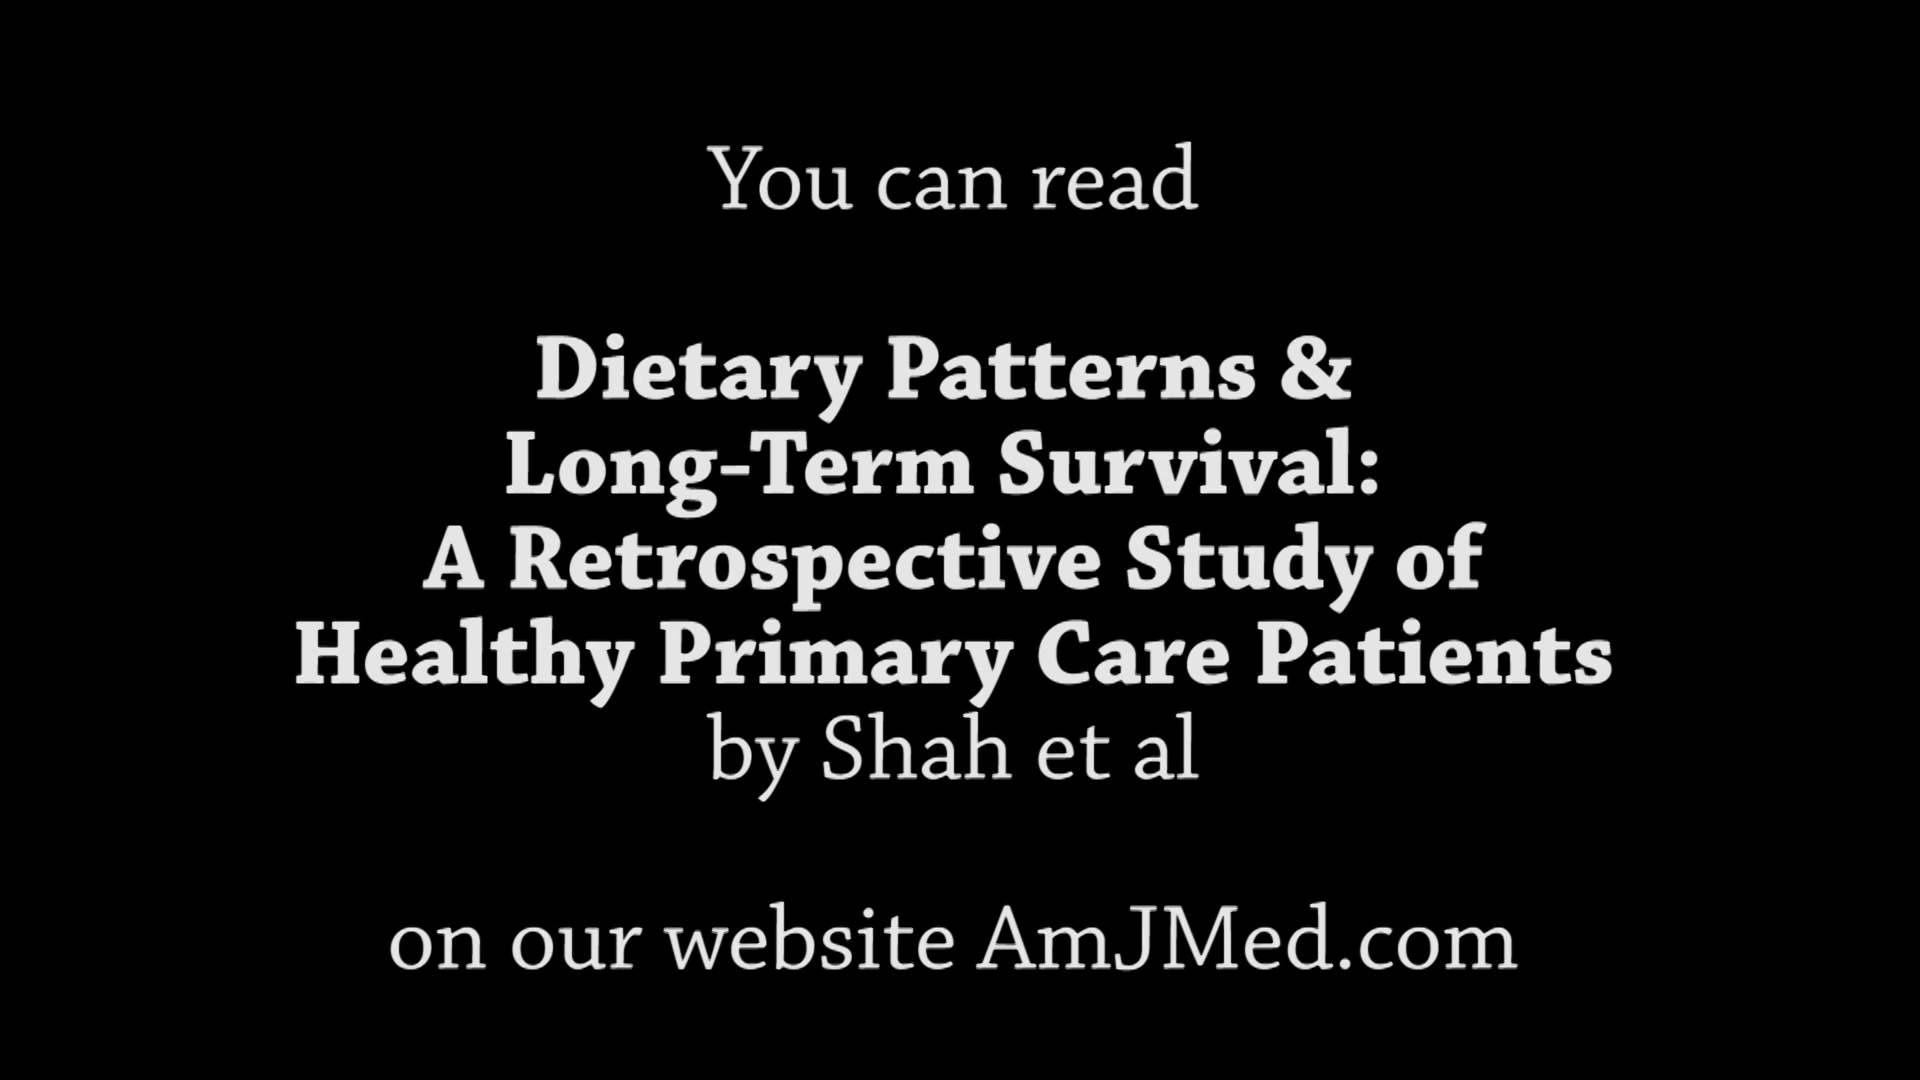 You can read
Dietary Patterns &
Long-Term Survival:
A Retrospective Study of
Healthy Primary Care Patients
by Shah et al
on our website AmJMed.com